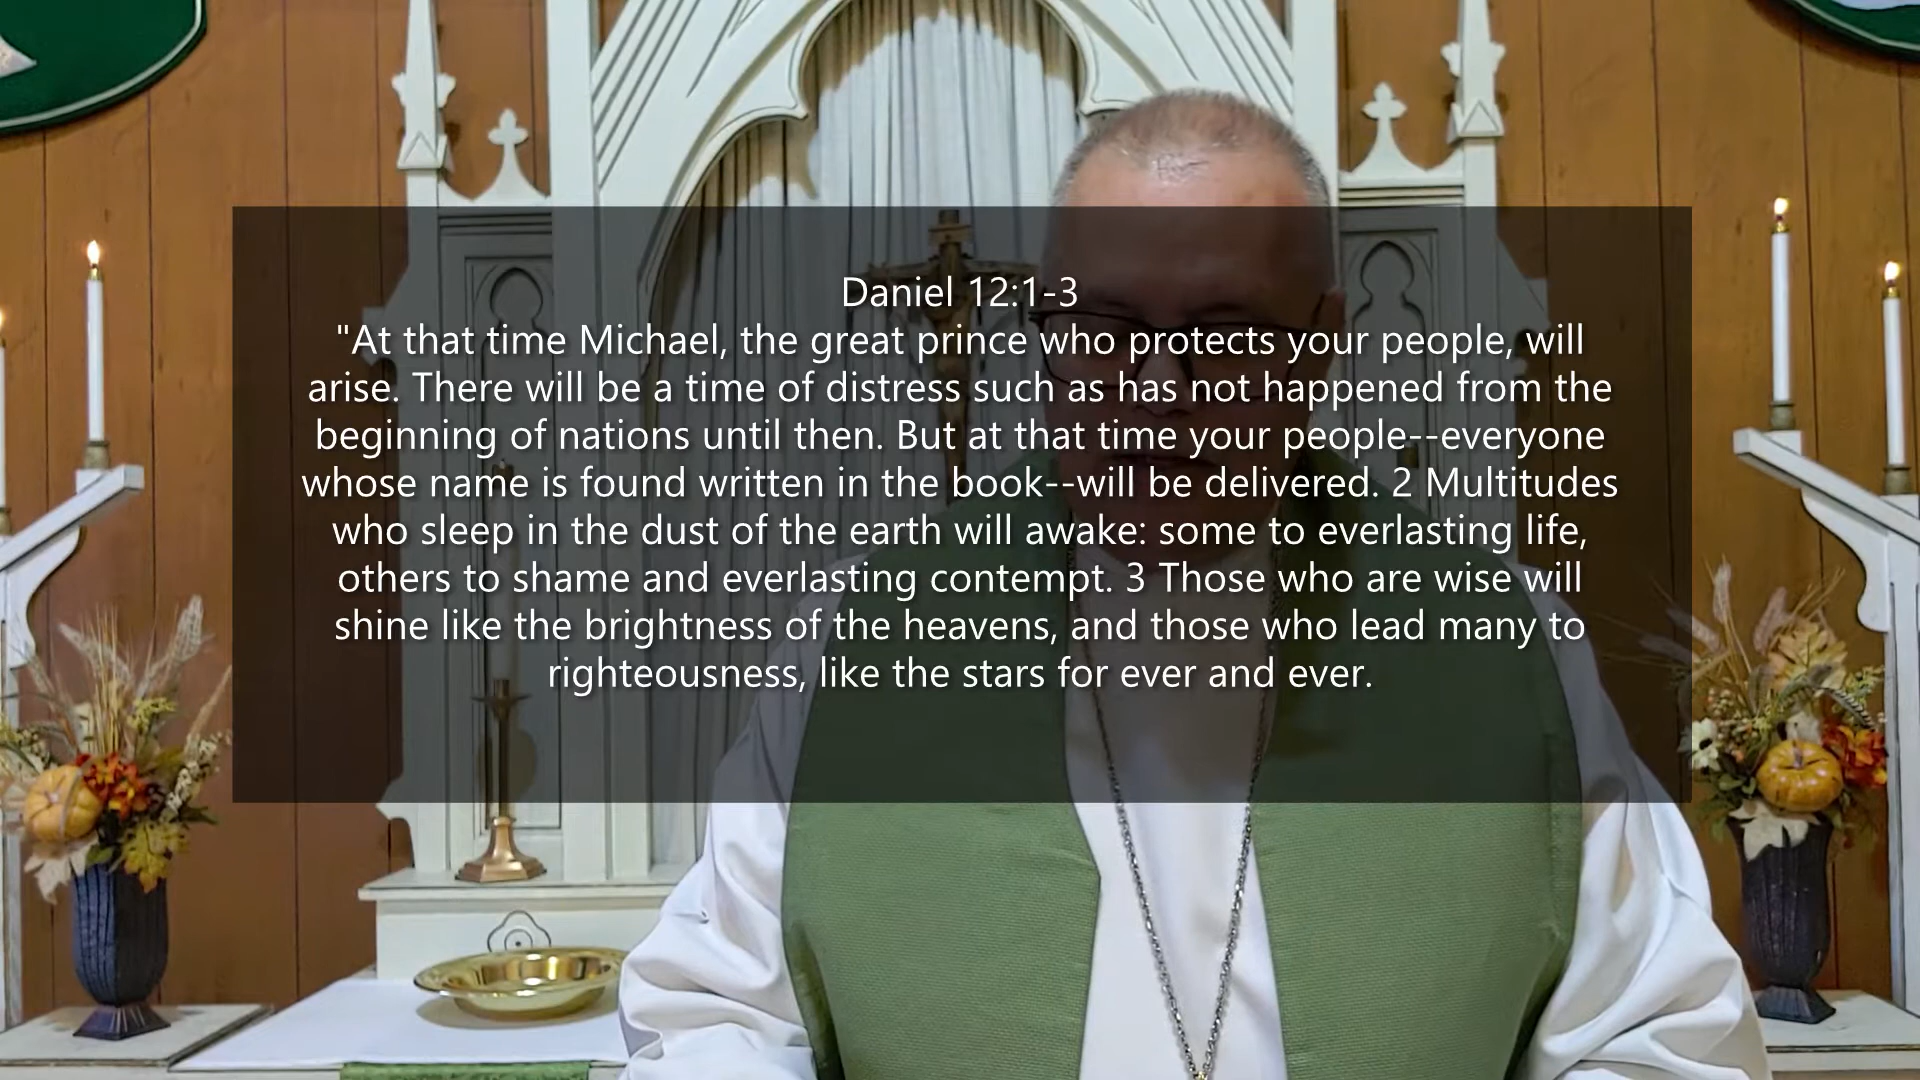 Daniel 12:1-3
"At that time Michael, the great prince who protects your people, will
arise. There will be a time of distress such as has not happened from the
beginning of nations until then. But at that time your people--everyone
whose name is found written in the book--will be delivered. 2 Multitudes
who sleep in the dust of the earth will awake: some to everlasting life,
others to shame and everlasting contempt. 3 Those who are wise will
shine like the brightness of the heavens, and those who lead many to
righteousness, like the stars for ever and ever.